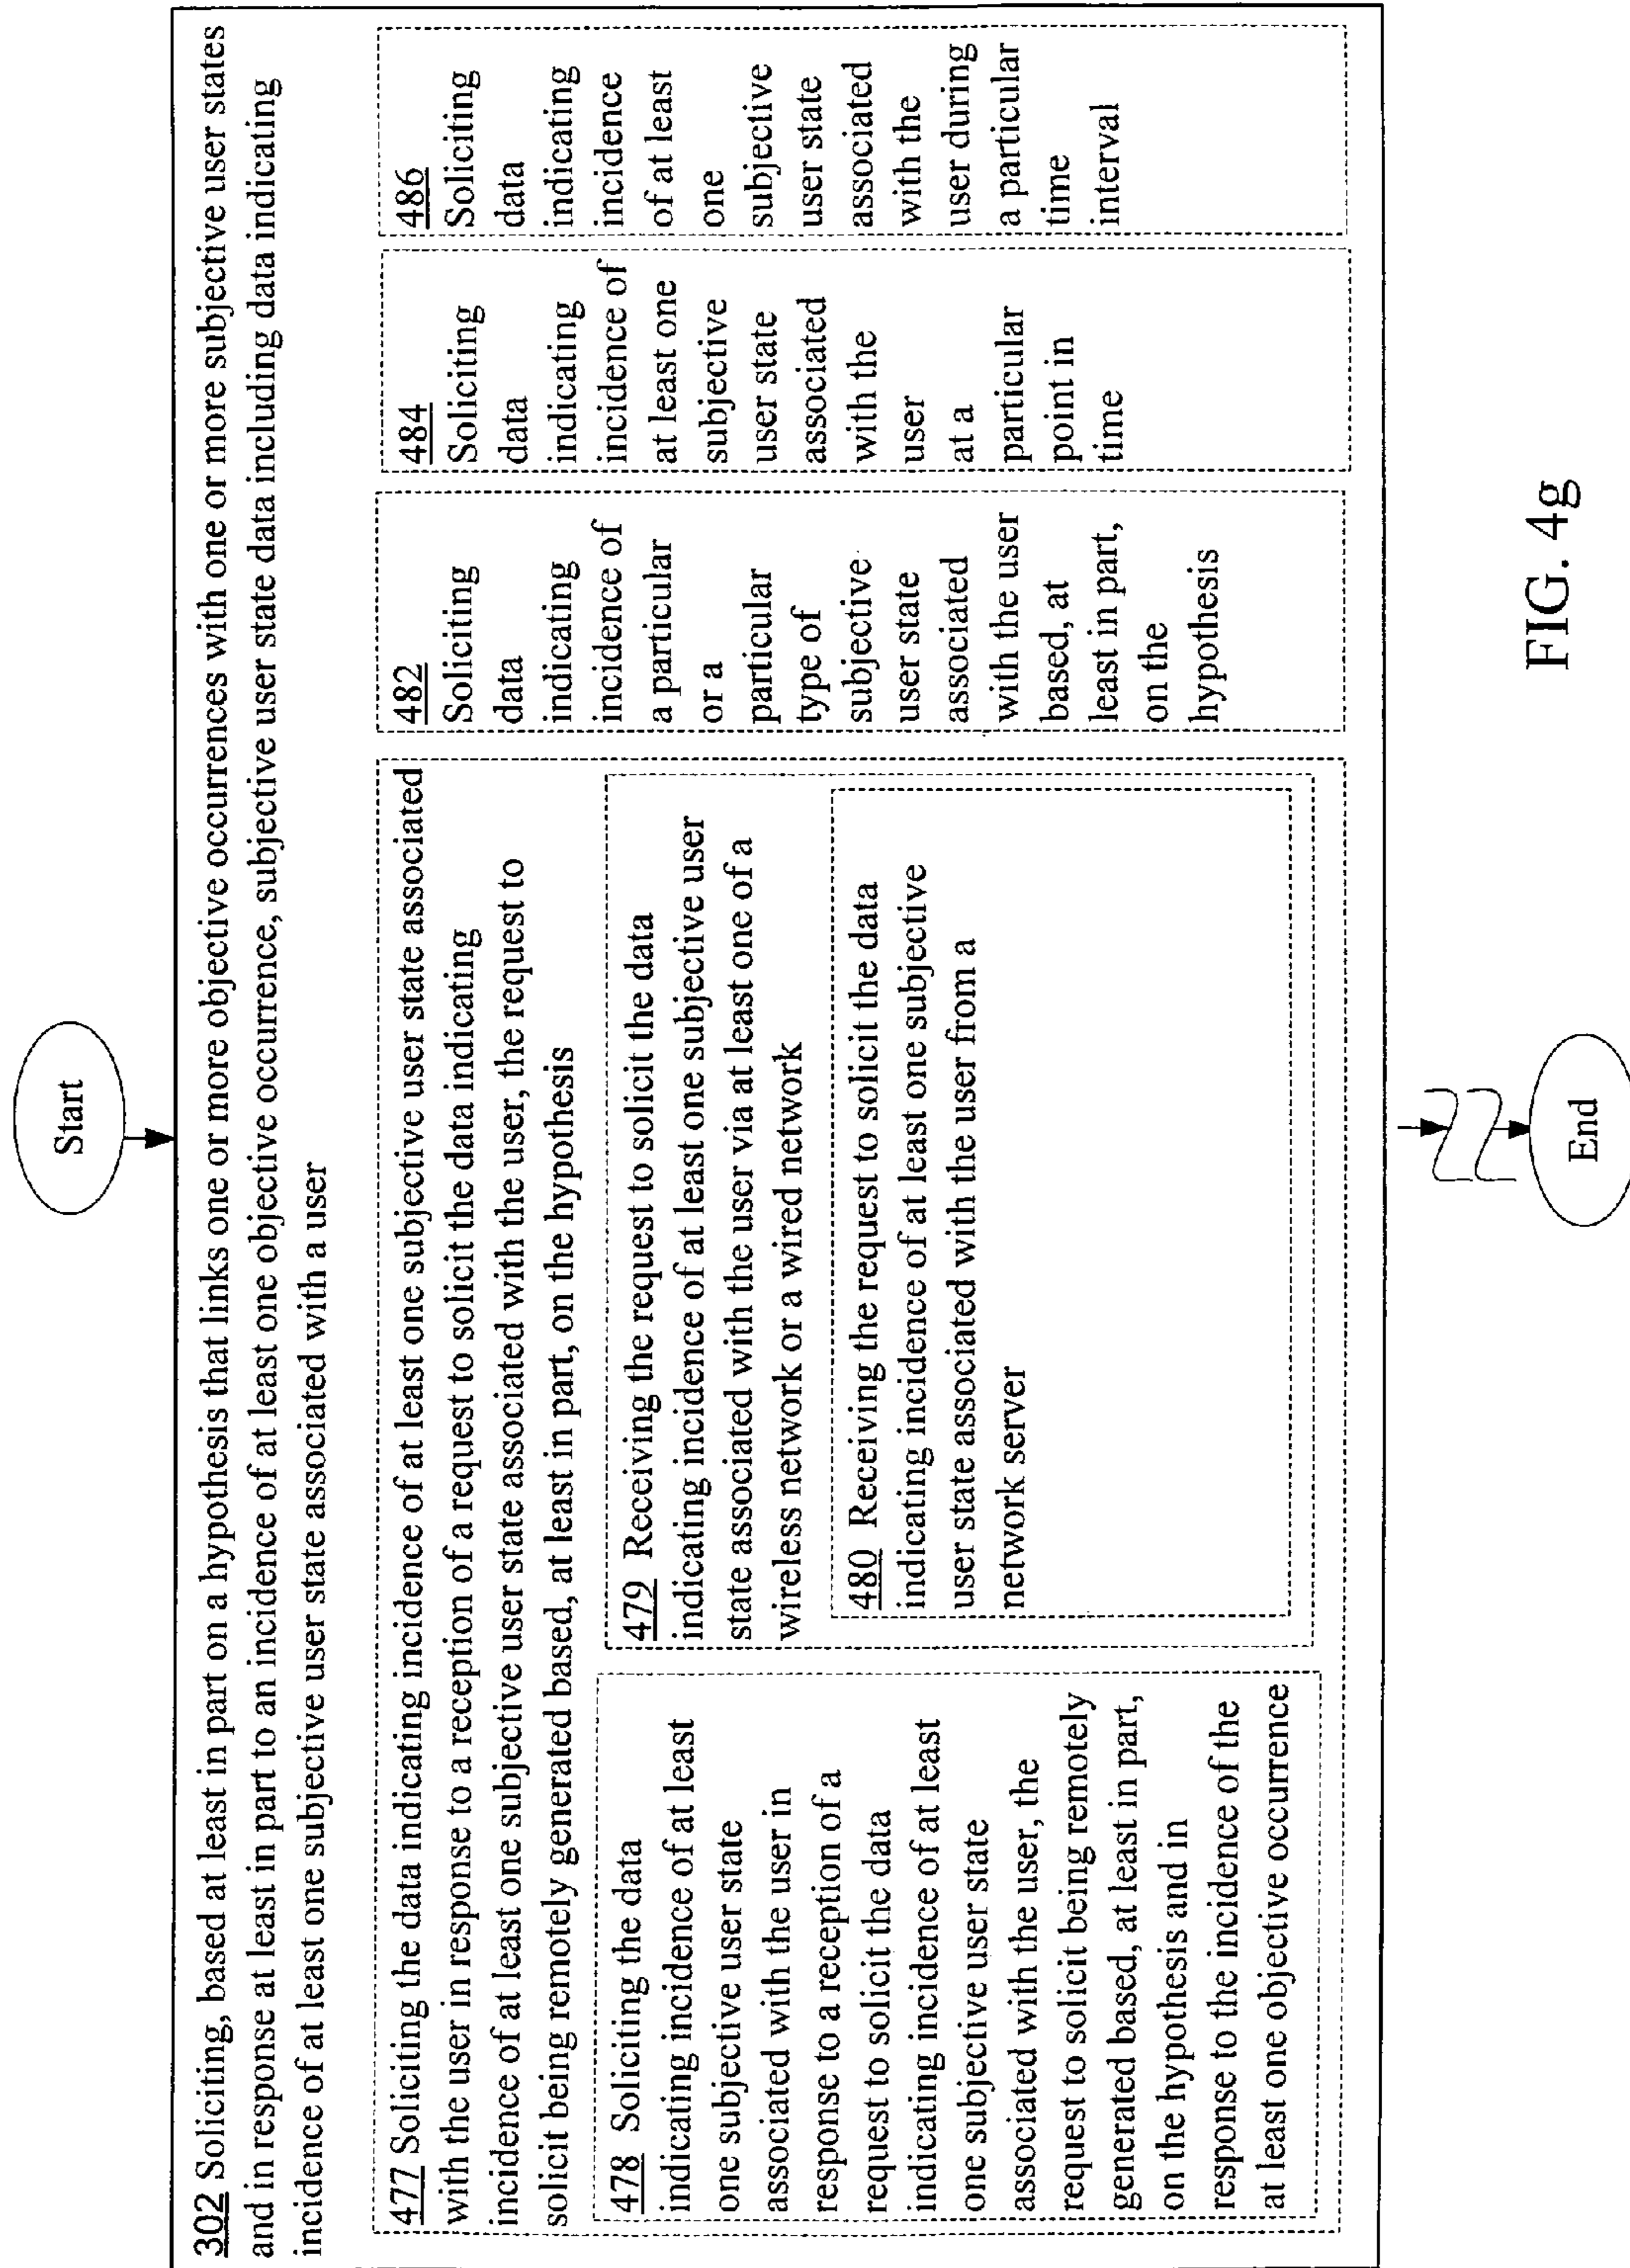 Start
302 Soliciting, based at least in part on a hypothesis that links one or more objective occurrences with one or more subjective user states
and in response at least in part to an incidence of at least one objective occurrence, subjective user state data including data indicating
incidence of at least one subjective user state associated with a user
477 Soliciting the data indicating incidence of at least one subjective user state associated
with the user in response to a reception of a request to solicit the data indicating
incidence of at least one subjective user state associated with the user, the request to
solicit being remotely generated based, at least in part, on the hypothesis
478 Soliciting the data
indicating incidence of at least
one subjective user state
associated with the user in
response to a reception of a
request to solicit the data
indicating incidence of at least
one subjective user state
associated with the user, the
request to solicit being remotely
generated based, at least in part,
on the hypothesis and in
response to the incidence of the
at least one objective occurrence
479 Receiving the request to solicit the data
indicating incidence of at least one subjective user
state associated with the user via at least one of a
wireless network or a wired network
480 Receiving the request to solicit the data
indicating incidence of at least one subjective
user state associated with the user from a
network server
482
Soliciting
data
indicating
incidence of
a particular
or a
particular
type of
subjective
user state
associated
with the user
based, at
least in part,
on the
hypothesis
484
Soliciting
data
indicating
incidence of
at least one
subjective
user state
associated
with the
user
at a
particular
point in
time
486
Soliciting
data
indicating
incidence
of at least
one
subjective
user state
associated
with the
user during
a particular
time
interval
End
FIG. 4g